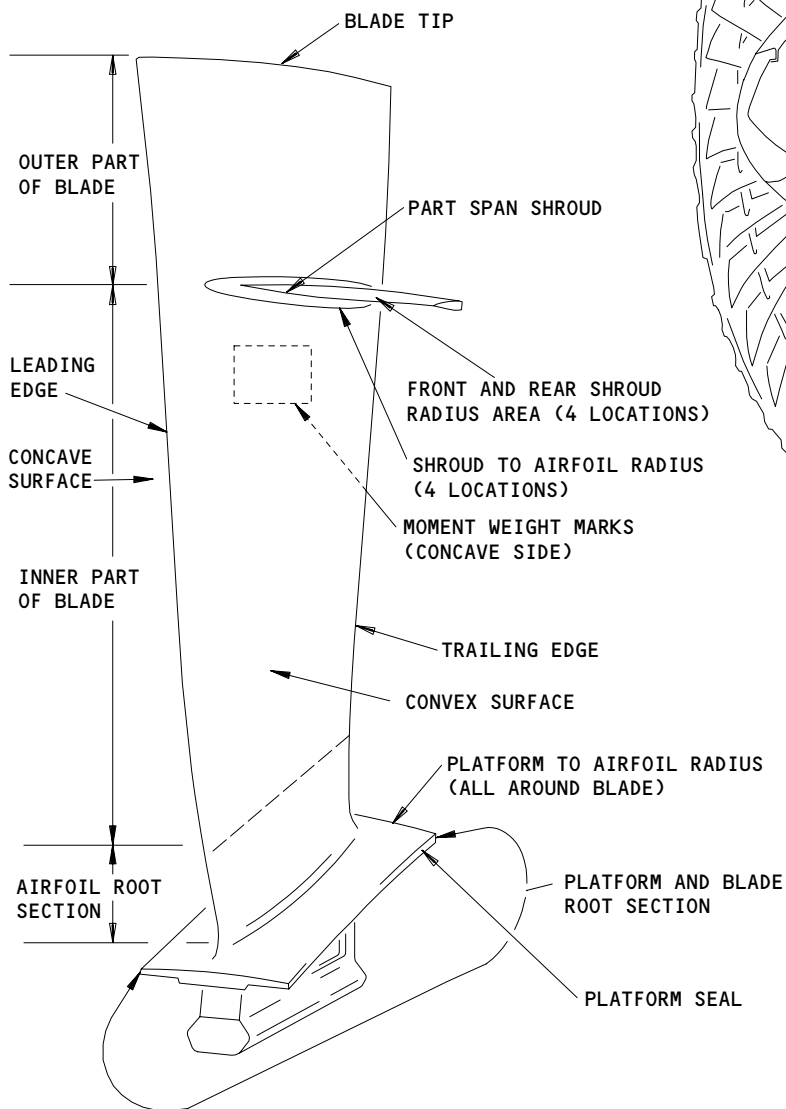 BLADE TIP
OUTER PART
OF BLADE
PART SPAN SHROUD
LEADING
EDGE
FRONT AND REAR SHROUD
RADIUS AREA (4 LOCATIONS)
CONCAVE
SURFACE
SHROUD TO AIRFOIL RADIUS
(4 LOCATIONS)
MOMENT WEIGHT MARKS
(CONCAVE SIDE)
INNER PART
OF BLADE
TRAILING EDGE
CONVEX SURFACE
PLATFORM TO AIRFOIL RADIUS
(ALL AROUND BLADE)
AIRFOIL ROOT
SECTION
PLATFORM AND BLADE
ROOT SECTION
PLATFORM SEAL